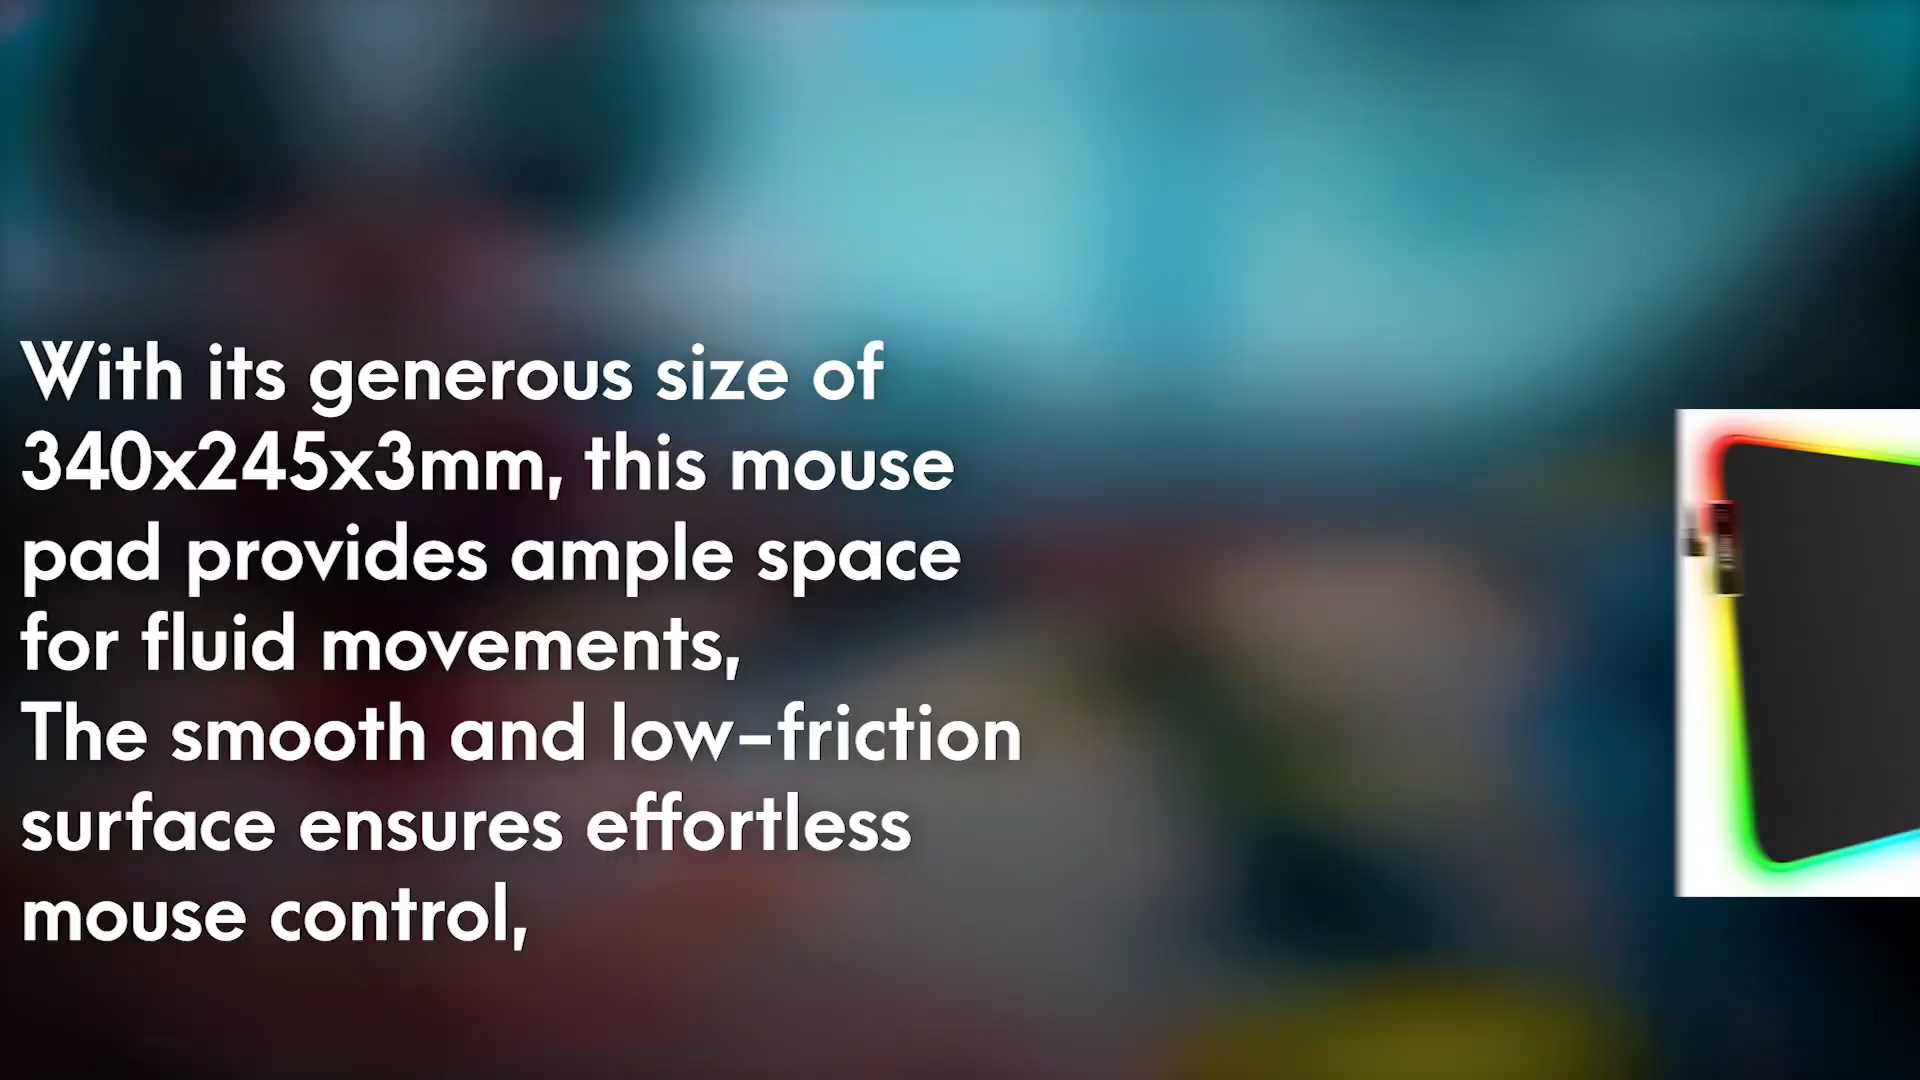 With its generous size of
340x245x3mm, this mouse
pad provides ample space
for fluid movements,
The smooth and low-friction
surface ensures effortless
mouse control,